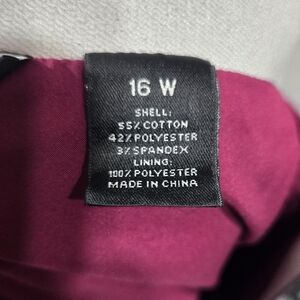 16 W
SHELL:
55% COTTON
42% POLYESTER
3% SPANDEX
LINING:
100% POLYESTER
MADE IN CHINA